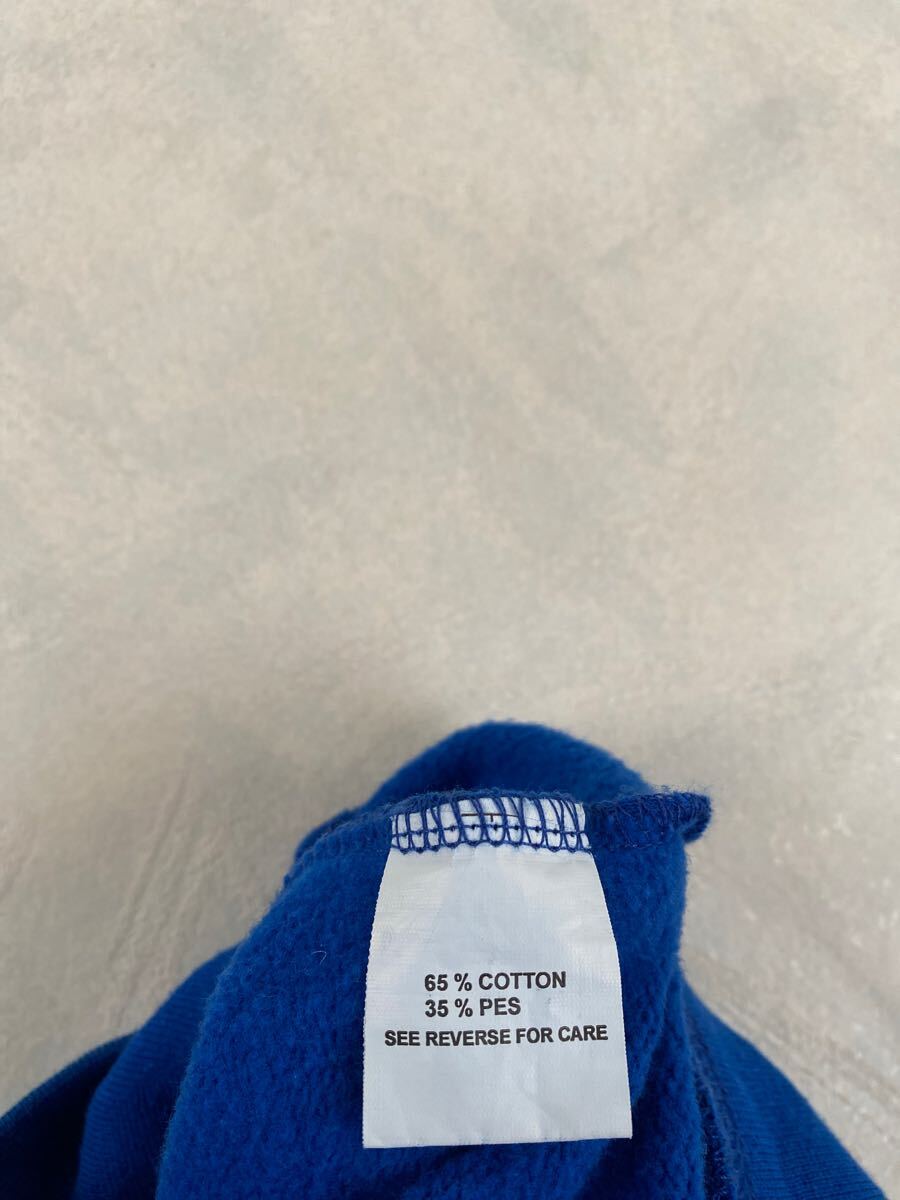 65 % COTTON
35 % PES
SEE REVERSE FOR CARE